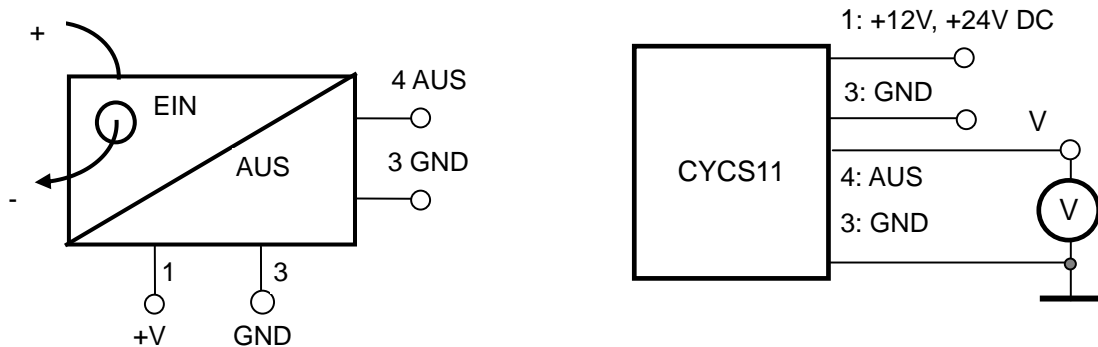 +
EIN
AUS
-
4 AUS
3 GND
1
3
+V
GND
1: +12V, +24V DC
3: GND
V
CYCS11
4: AUS
3: GND
V